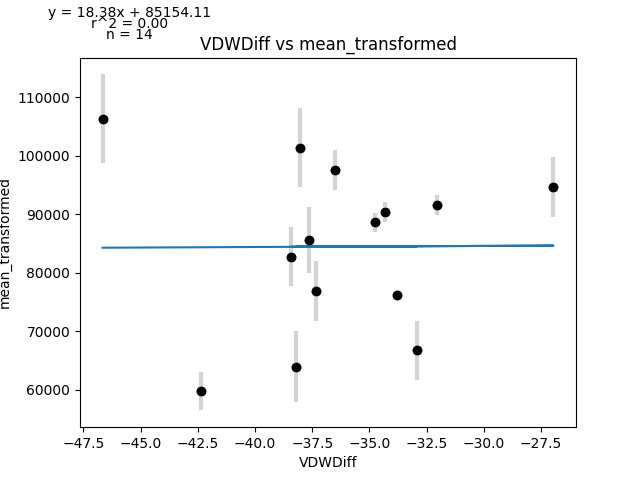 y = 18.38x + 85154.11
r^2 = 0.00
n = 14
VDWDiff vs mean_transformed
mean_transformed
110000
100000
90000
80000
70000
60000
−47.5 −45.0 −42.5 −40.0 −37.5 −35.0 −32.5 −30.0 −27.5
VDWDiff